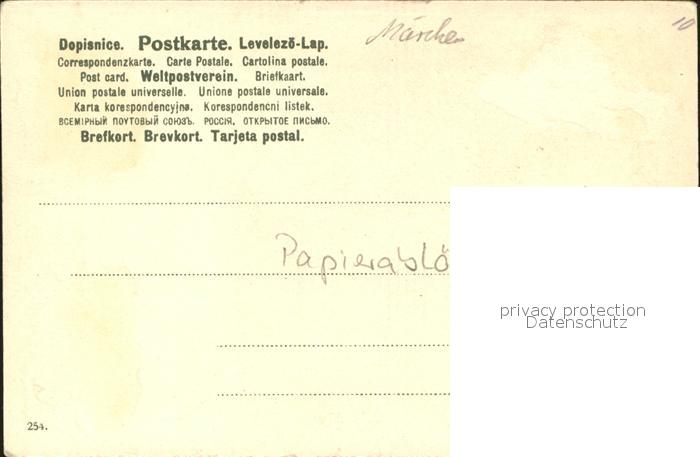 Dopisnice. Postkarte. Levelező-Lap.
Correspondenzkarte. Carte Postale. Cartolina postale.
Post card. Weltpostverein. Briefkaart.
Union postale universelle. Unione postale universale.
Karta korespondencyjna. Korespondencni listek.
ВСЕМІРНЫЙ ПОУТОВЫЙ СОЮЗЪ. РОССІЯ. ОТКРЫТОЕ ПИСЬМО.
Brefkort. Brevkort. Tarjeta postal.
Märchen
10
Papierablö
privacy protection
Datenschutz
254.